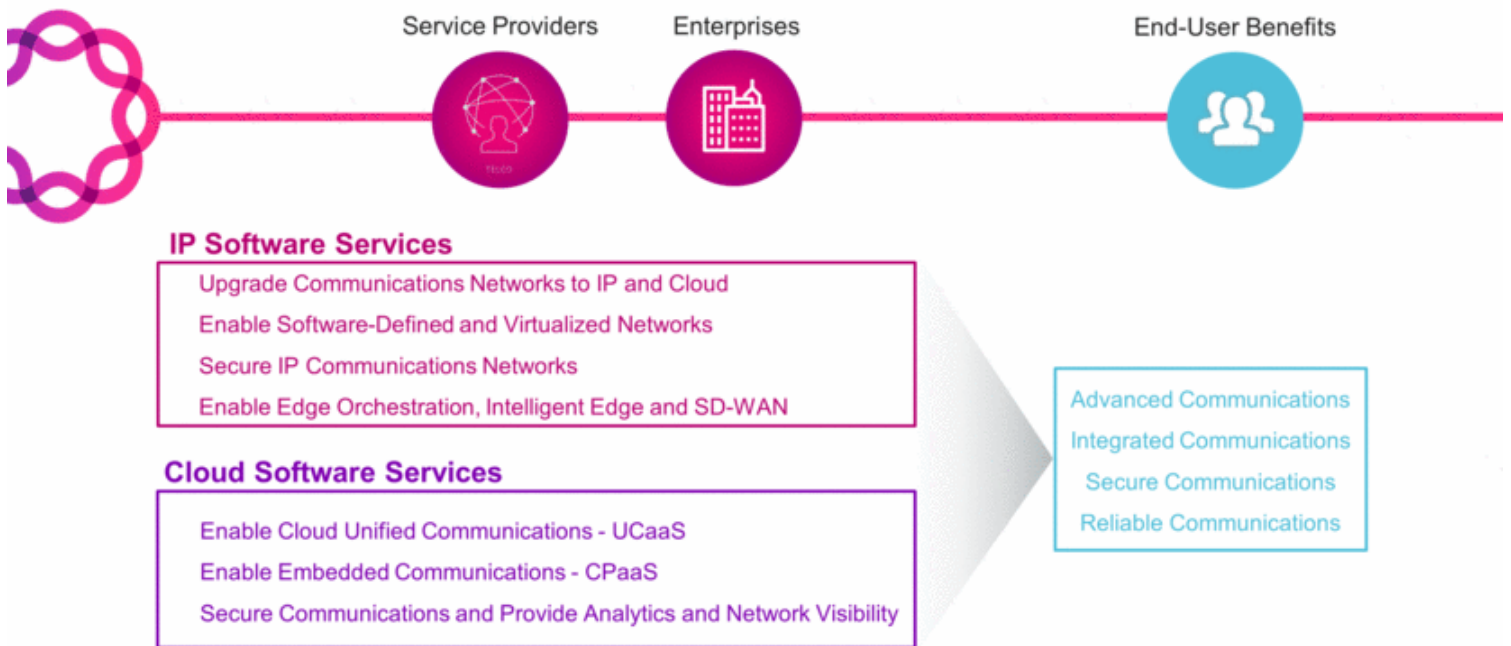 Service Providers
Enterprises
End-User Benefits
TELCO
IP Software Services
Upgrade Communications Networks to IP and Cloud
Enable Software-Defined and Virtualized Networks
Secure IP Communications Networks
Enable Edge Orchestration, Intelligent Edge and SD-WAN
Cloud Software Services
Enable Cloud Unified Communications - UCaaS
Enable Embedded Communications - CPaaS
Secure Communications and Provide Analytics and Network Visibility
Advanced Communications
Integrated Communications
Secure Communications
Reliable Communications